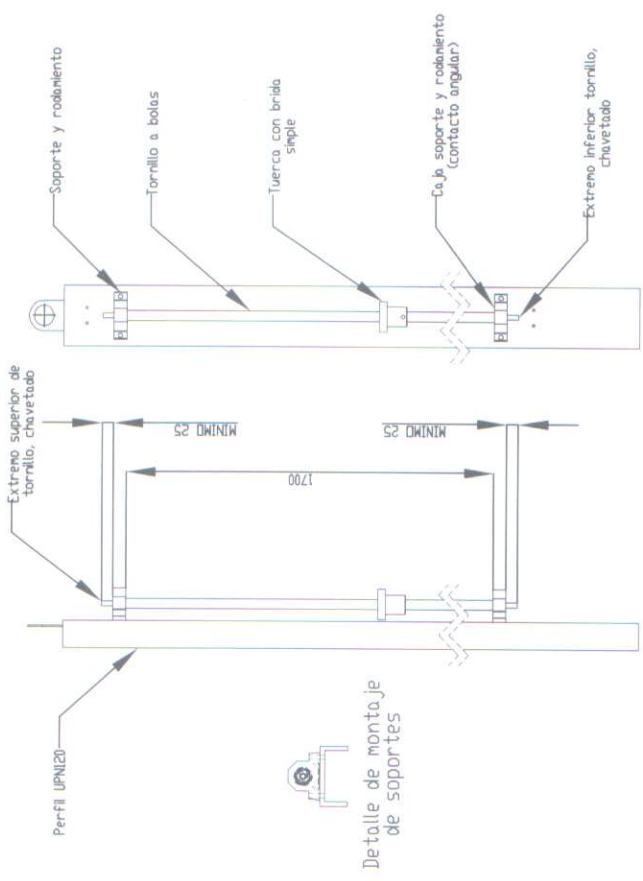 Soporte y rodamiento
Tornillo a bolas
Tuerca con brida
simple
Caja soporte y rodamiento
(contacto angular)
Extremo inferior tornillo,
chavetado
Extremo superior de
tornillo, chavetado
MINIMO 25
1700
MINIMO 25
Perfil UPN120
Detalle de montaje
de soportes